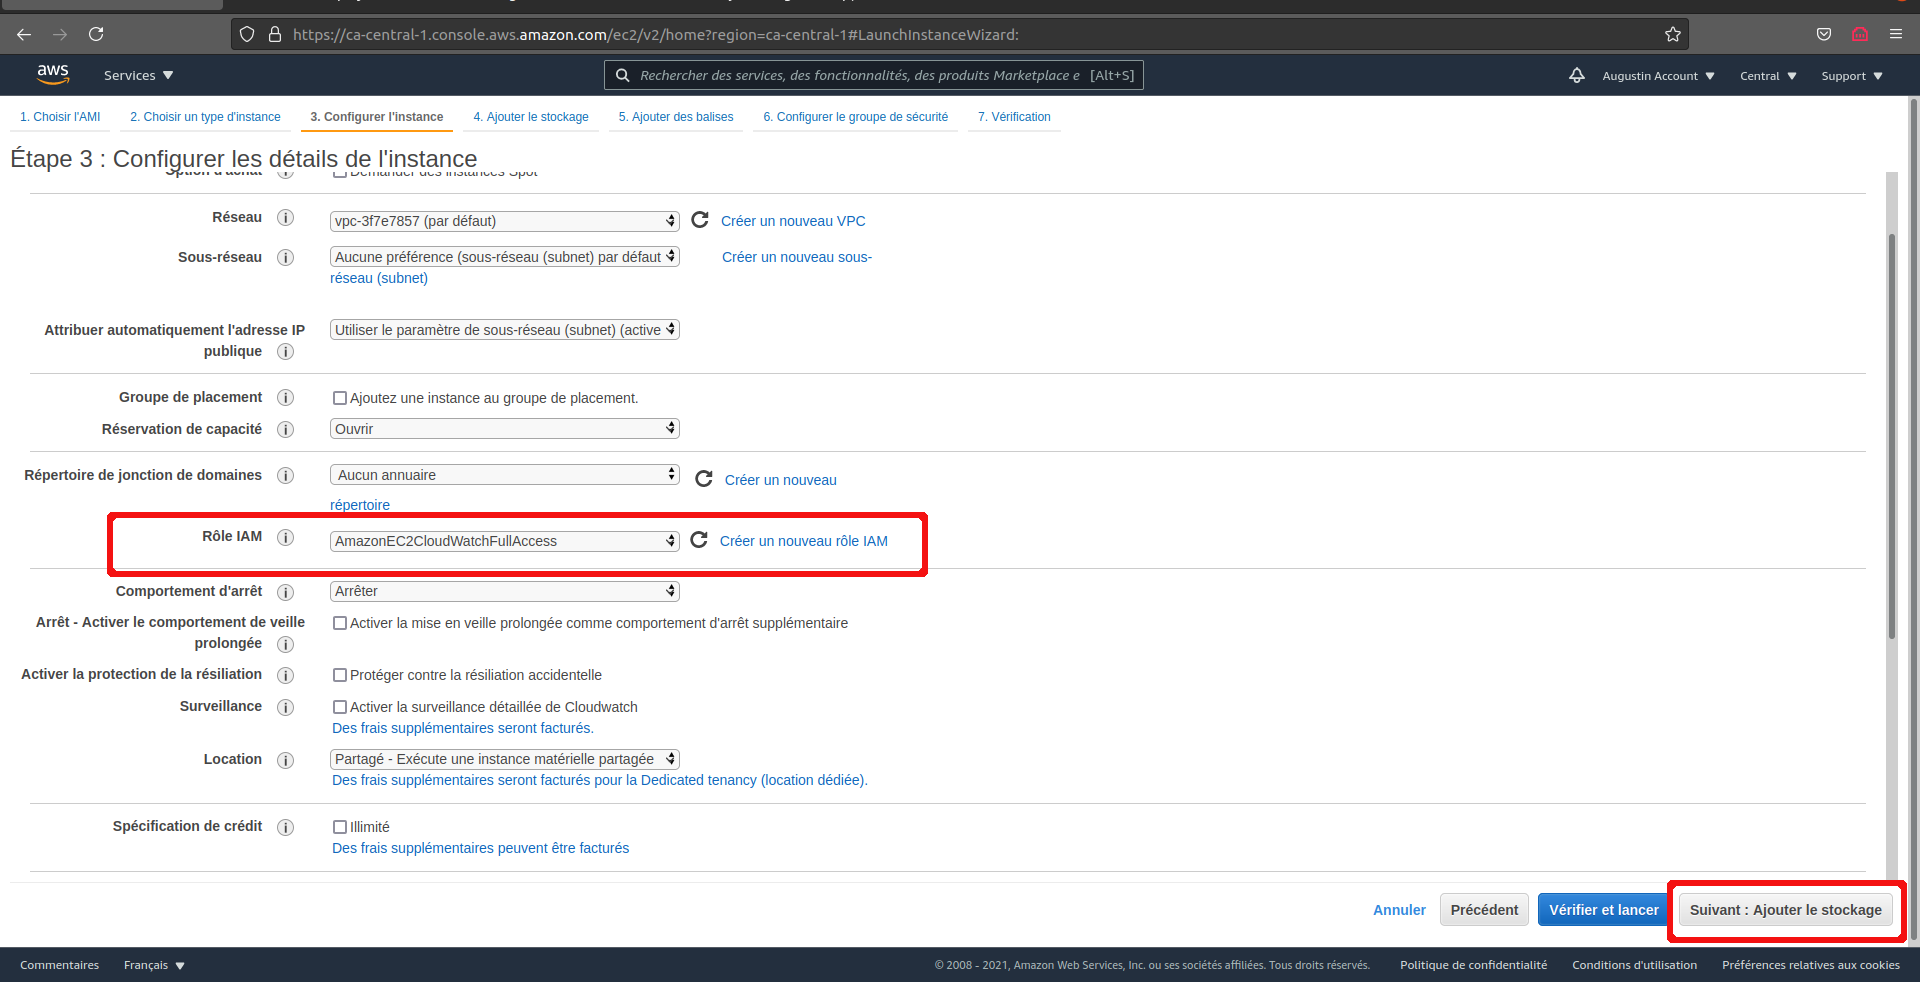 https://ca-central-1.console.aws.amazon.com/ec2/v2/home?region=ca-central-1#LaunchInstanceWizard:
aws Services Rechercher des services, des fonctionnalités, des produits Marketplace e [Alt+S] Augustin Account Central Support
1. Choisir l'AMI 2. Choisir un type d'instance 3. Configurer l'instance 4. Ajouter le stockage 5. Ajouter des balises 6. Configurer le groupe de sécurité 7. Vérification
Étape 3 : Configurer les détails de l'instance
Option d'achat Demander des instances Spot
Réseau vpc-3f7e7857 (par défaut) Créer un nouveau VPC
Sous-réseau Aucune préférence (sous-réseau (subnet) par défaut Créer un nouveau sous-
réseau (subnet)
Attribuer automatiquement l'adresse IP Utiliser le paramètre de sous-réseau (subnet) (active
publique
Groupe de placement Ajoutez une instance au groupe de placement.
Réservation de capacité Ouvrir
Répertoire de jonction de domaines Aucun annuaire Créer un nouveau
répertoire
Rôle IAM AmazonEC2CloudWatchFullAccess Créer un nouveau rôle IAM
Comportement d'arrêt Arrêter
Arrêt - Activer le comportement de veille Activer la mise en veille prolongée comme comportement d'arrêt supplémentaire
prolongée
Activer la protection de la résiliation Protéger contre la résiliation accidentelle
Surveillance Activer la surveillance détaillée de Cloudwatch
Des frais supplémentaires seront facturés.
Location Partagé - Exécute une instance matérielle partagée
Des frais supplémentaires seront facturés pour la Dedicated tenancy (location dédiée).
Spécification de crédit Illimité
Des frais supplémentaires peuvent être facturés
Annuler Précédent Vérifier et lancer Suivant : Ajouter le stockage
Commentaires Français © 2008 - 2021, Amazon Web Services, Inc. ou ses sociétés affiliées. Tous droits réservés. Politique de confidentialité Conditions d'utilisation Préférences relatives aux cookies